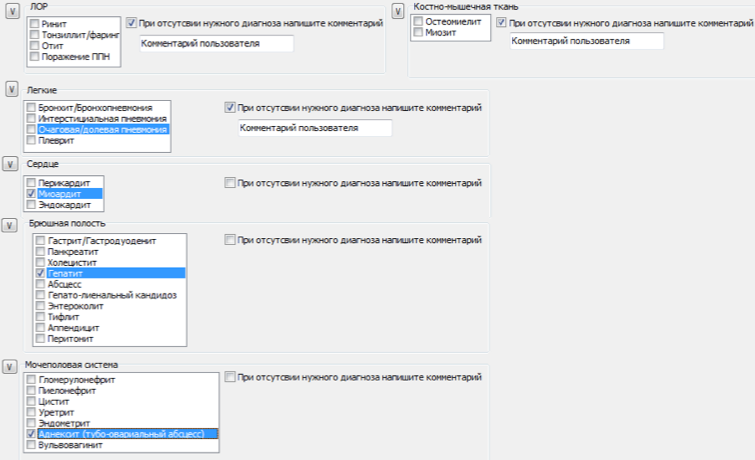 V ЛОР
Ринит
Тонзиллит/фаринг
Отит
Поражение ППН
При отсутсвии нужного диагноза напишите комментарий
Комментарий пользователя
V Костно-мышечная ткань
Остеомиелит
Миозит
При отсутсвии нужного диагноза напишите комментарий
Комментарий пользователя
V Легкие
Бронхит/Бронхопневмония
Интерстициальная пневмония
Очаговая/долевая пневмония
Плеврит
При отсутсвии нужного диагноза напишите комментарий
Комментарий пользователя
V Сердце
Перикардит
Миоардит
Эндокардит
При отсутсвии нужного диагноза напишите комментарий
V Брюшная полость
Гастрит/Гастродуоденит
Панкреатит
Холецистит
Гепатит
Абсцесс
Гепато-лиенальный кандидоз
Энтероколит
Тифлит
Аппендицит
Перитонит
При отсутсвии нужного диагноза напишите комментарий
V Мочеполовая система
Гломерулонефрит
Пиелонефрит
Цистит
Уретрит
Эндометрит
Аднексит (тубо-овариальный абсцесс)
Вульвовагинит
При отсутсвии нужного диагноза напишите комментарий